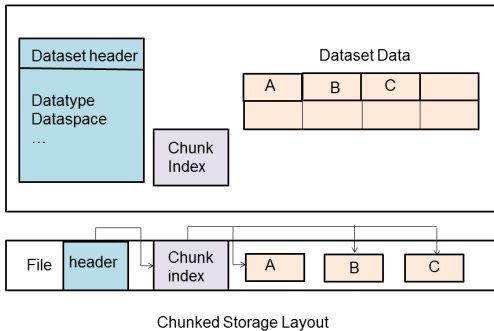 Dataset header
Datatype
Dataspace
...
Chunk
Index
Dataset Data
A B C
File header Chunk
index
A B C
Chunked Storage Layout